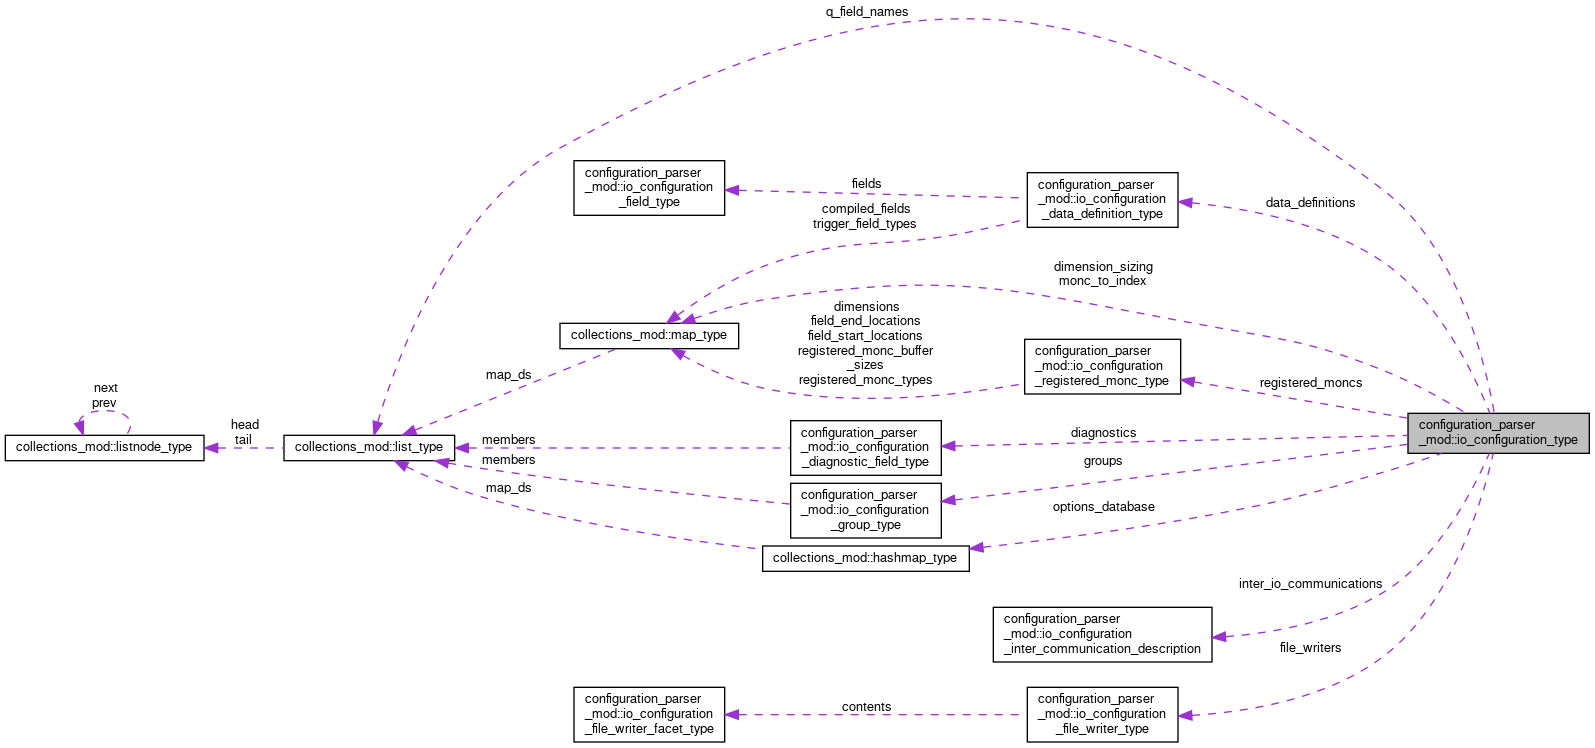 q_field_names
configuration_parser
_mod::io_configuration
_field_type
fields
configuration_parser
_mod::io_configuration
_data_definition_type
data_definitions
compiled_fields
trigger_field_types
dimension_sizing
monc_to_index
collections_mod::map_type
dimensions
field_end_locations
field_start_locations
registered_monc_buffer
_sizes
registered_monc_types
configuration_parser
_mod::io_configuration
_registered_monc_type
registered_moncs
map_ds
next
prev
collections_mod::listnode_type
head
tail
collections_mod::list_type
members
members
map_ds
configuration_parser
_mod::io_configuration
_diagnostic_field_type
diagnostics
configuration_parser
_mod::io_configuration_type
configuration_parser
_mod::io_configuration
_group_type
groups
collections_mod::hashmap_type
options_database
configuration_parser
_mod::io_configuration
_inter_communication_description
inter_io_communications
configuration_parser
_mod::io_configuration
_file_writer_facet_type
contents
configuration_parser
_mod::io_configuration
_file_writer_type
file_writers